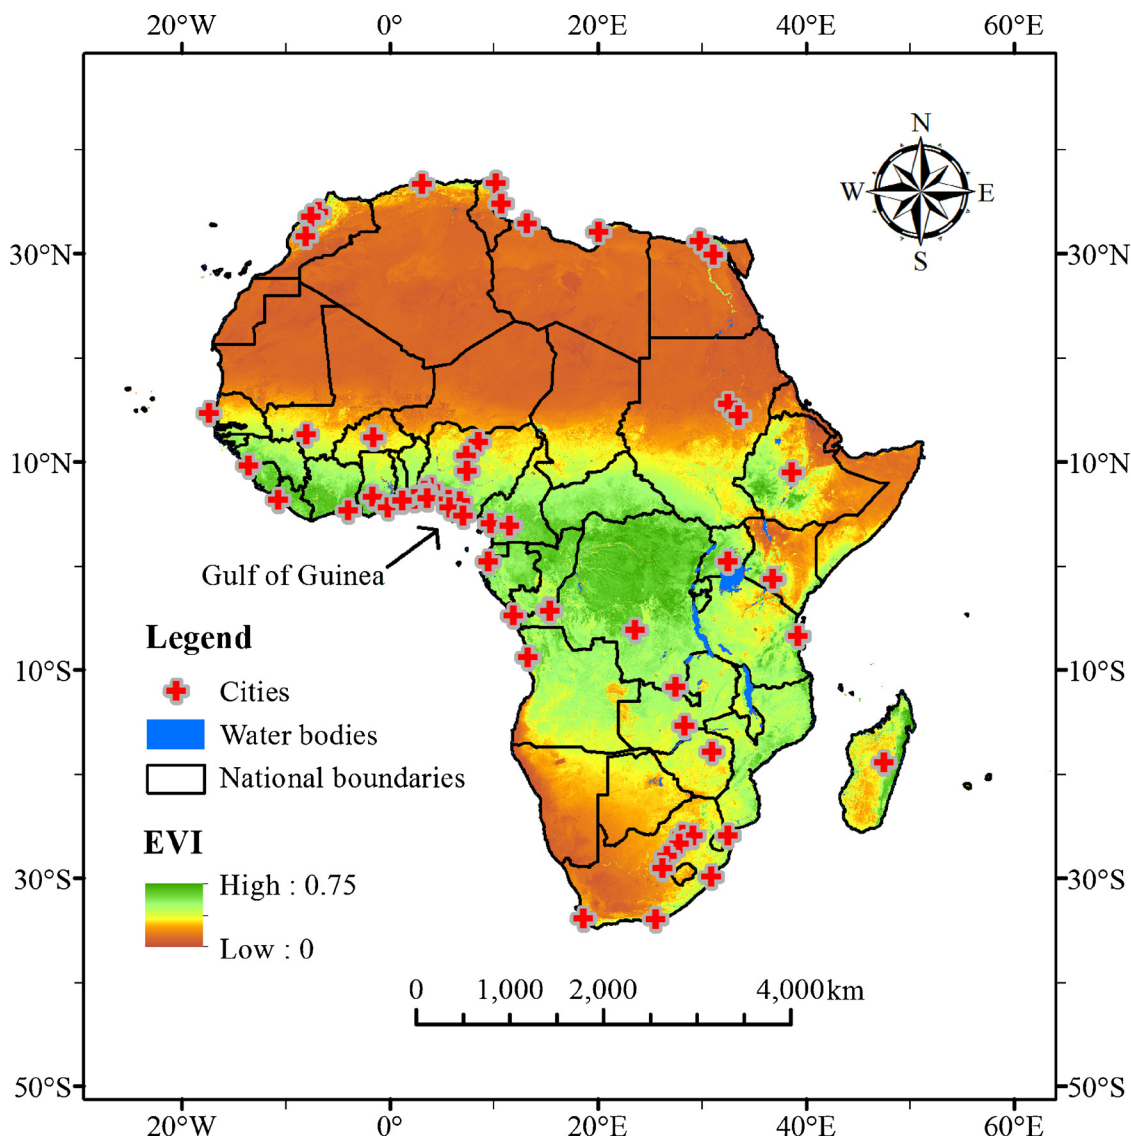 20°W 0° 20°E 40°E 60°E
N
W E
S
30°N 30°N
10°N 10°N
Gulf of Guinea
Legend
10°S 10°S
Cities
Water bodies
National boundaries
EVI
High : 0.75
30°S 30°S
Low : 0
0 1,000 2,000 4,000km
50°S 50°S
20°W 0° 20°E 40°E 60°E